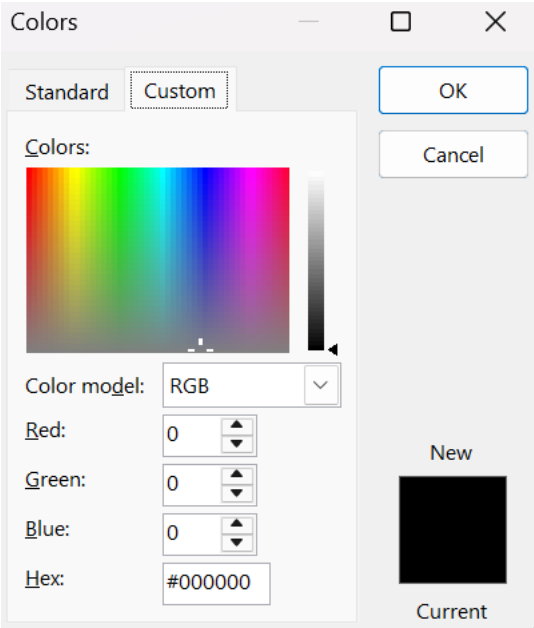 Colors
Standard
Custom
OK
Cancel
Colors:
Color model:
RGB
Red:
0
Green:
0
Blue:
0
Hex:
#000000
New
Current